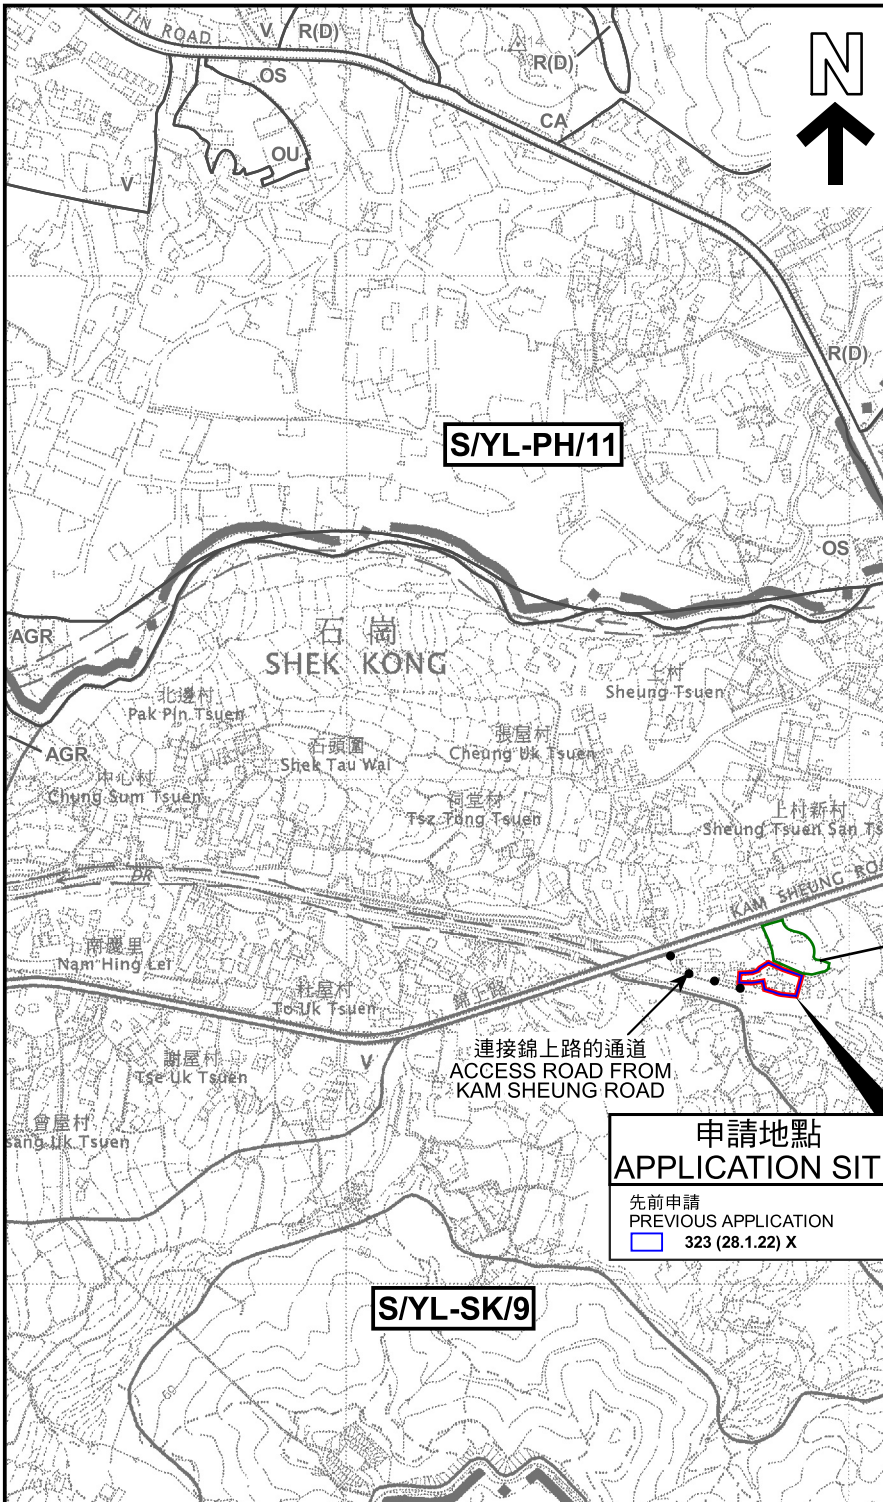 TIN ROAD
V
R(D)
14
R(D)
N
OS
CA
OU
V
R(D)
S/YL-PH/11
OS
石 崗
SHEK KONG
AGR
上村
Sheung Tsuen
北邊村
Pak Pin Tsuen
張屋村
Cheung Uk Tsuen
石頭圍
Shek Tau Wai
AGR
中心村
Chung Sum Tsuen
祠堂村
Tsz Tong Tsuen
上村新村
Sheung Tsuen San Ts
DR
KAM SHEUNG ROA
南慶里
Nam Hing Lei
杜屋村
To Uk Tsuen
錦上
連接錦上路的通道
ACCESS ROAD FROM
KAM SHEUNG ROAD
謝屋村
Tse Uk Tsuen
V
曾屋村
sang Uk Tsuen
申請地點
APPLICATION SIT
先前申請
PREVIOUS APPLICATION
323 (28.1.22) X
S/YL-SK/9